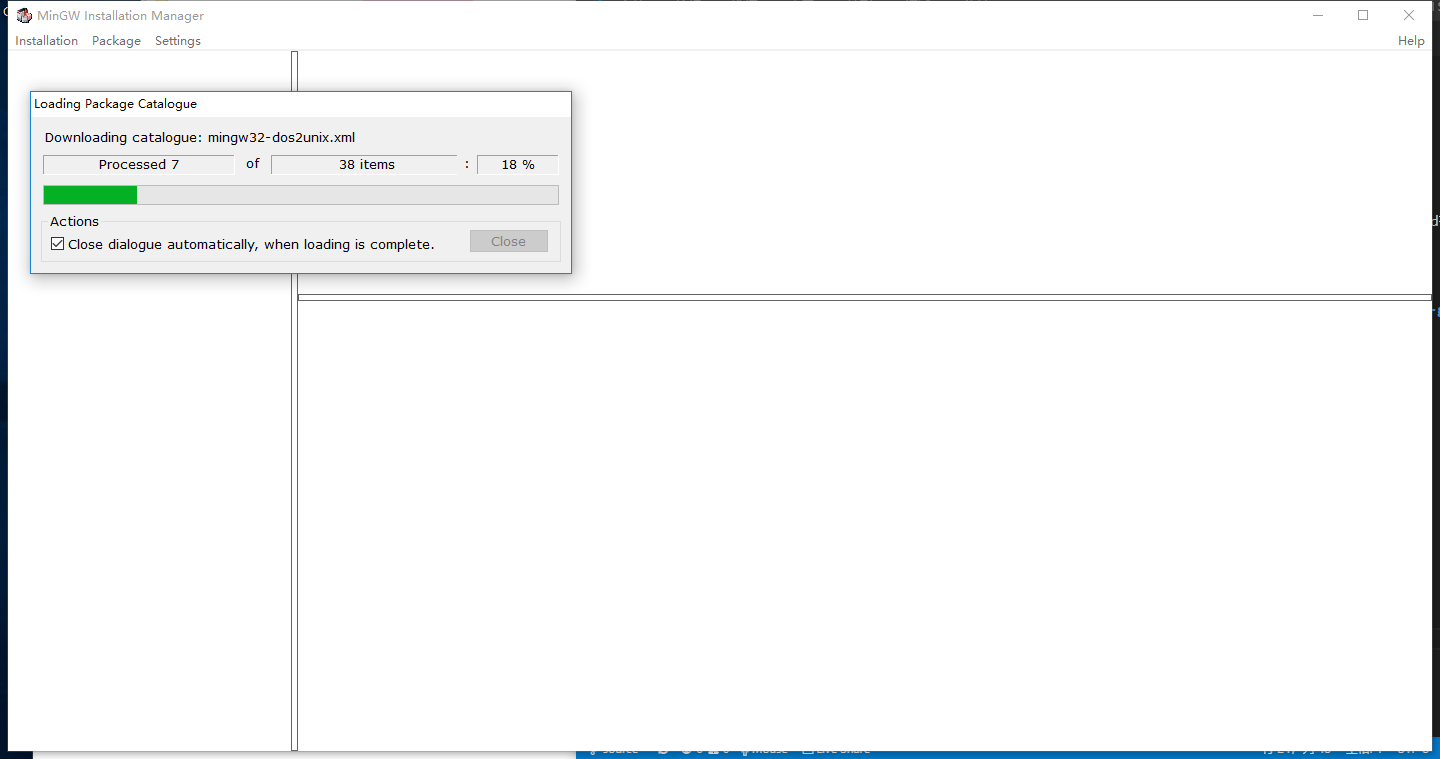 MinGW Installation Manager
Installation Package Settings Help
Loading Package Catalogue
Downloading catalogue: mingw32-dos2unix.xml
Processed 7 of 38 items : 18 %
Actions
Close dialogue automatically, when loading is complete. Close